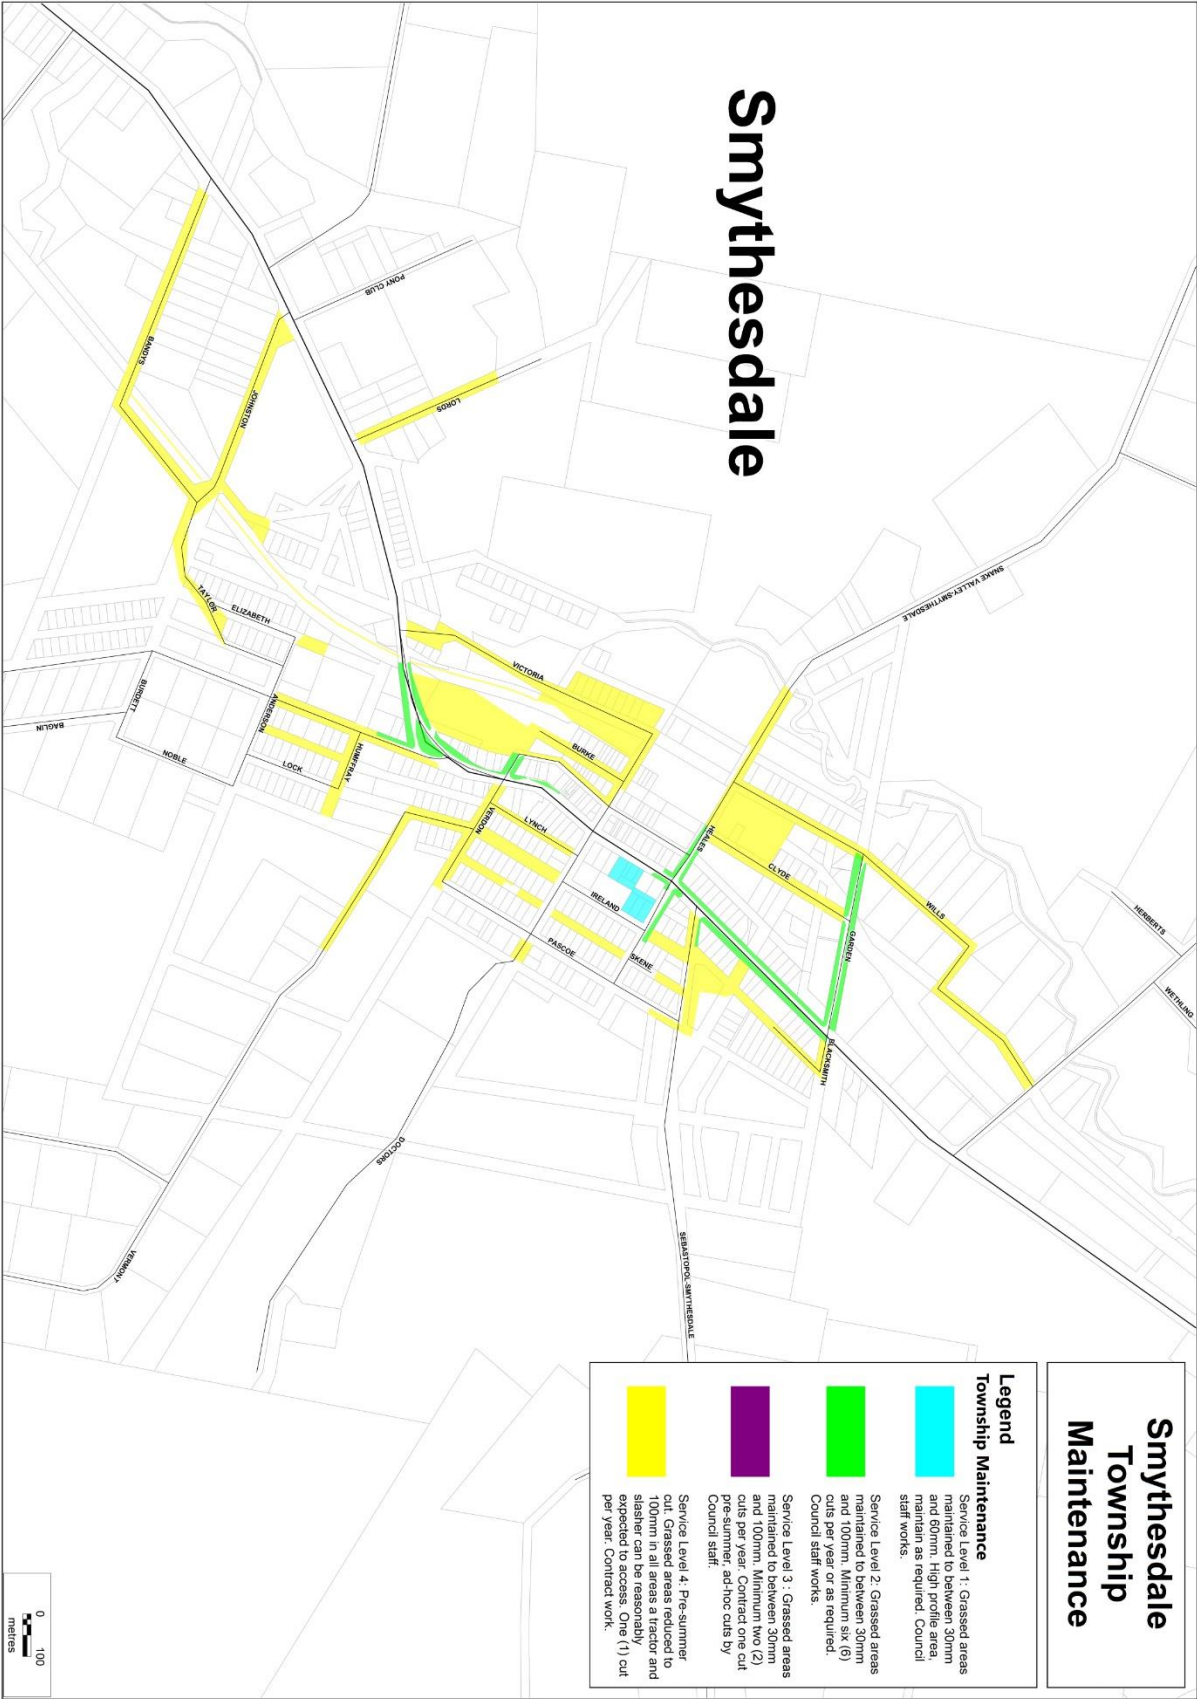 Smythesdale
Smythesdale
Township
Maintenance
Legend
Township Maintenance
Service Level 1: Grassed areas
maintained to between 30mm
and 60mm. High profile area,
maintain as required. Council
staff works.
Service Level 2: Grassed areas
maintained to between 30mm
and 100mm. Minimum six (6)
cuts per year or as required.
Council staff works.
Service Level 3 : Grassed areas
maintained to between 30mm
and 100mm. Minimum two (2)
cuts per year. Contract one cut
pre-summer, ad-hoc cuts by
Council staff.
Service Level 4: Pre-summer
cut. Grassed areas reduced to
100mm in all areas a tractor and
slasher can be reasonably
expected to access. One (1) cut
per year. Contract work.
0 100
metres
SNAKE VALLEY-SMYTHESDALE
HERBERTS
WETHLING
WILLS
GARDEN
BLACKSMITH
CLYDE
HEALES
PONY CLUB
LORDS
VICTORIA
BURKE
IRELAND
SKENE
PASCOE
LYNCH
VERDON
SEBASTOPOL-SMYTHESDALE
BANDYS
JOHNSTON
TAYLOR
ELIZABETH
ANDERSON
HUMFFRAY
LOCK
NOBLE
BURDETT
BAGLIN
DOCTORS
VERMONT